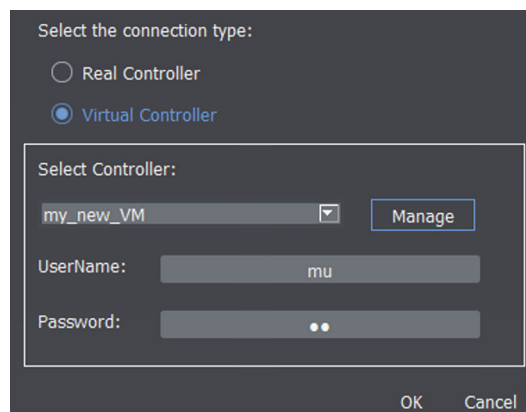 Select the connection type:
Real Controller
Virtual Controller
Select Controller:
my_new_VM
Manage
UserName:
mu
Password:
●●
OK
Cancel